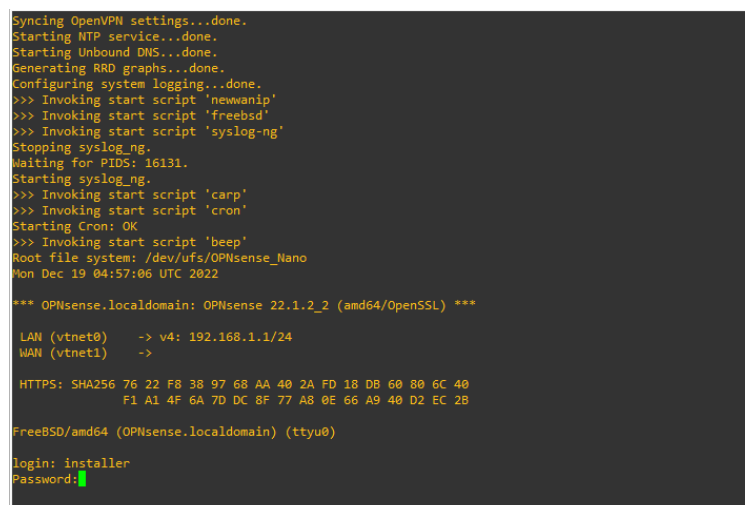 Syncing OpenVPN settings...done.
Starting NTP service...done.
Starting Unbound DNS...done.
Generating RRD graphs...done.
Configuring system logging...done.
>>> Invoking start script 'newwanip'
>>> Invoking start script 'freebsd'
>>> Invoking start script 'syslog-ng'
Stopping syslog_ng.
Waiting for PIDS: 16131.
Starting syslog_ng.
>>> Invoking start script 'carp'
>>> Invoking start script 'cron'
Starting Cron: OK
>>> Invoking start script 'beep'
Root file system: /dev/ufs/OPNsense_Nano
Mon Dec 19 04:57:06 UTC 2022
*** OPNsense.localdomain: OPNsense 22.1.2_2 (amd64/OpenSSL) ***
LAN (vtnet0)    -> v4: 192.168.1.1/24
WAN (vtnet1)    ->
HTTPS: SHA256 76 22 F8 38 97 68 AA 40 2A FD 18 DB 60 80 6C 40
F1 A1 4F 6A 7D DC 8F 77 A8 0E 66 A9 40 D2 EC 2B
FreeBSD/amd64 (OPNsense.localdomain) (ttyu0)
login: installer
Password: